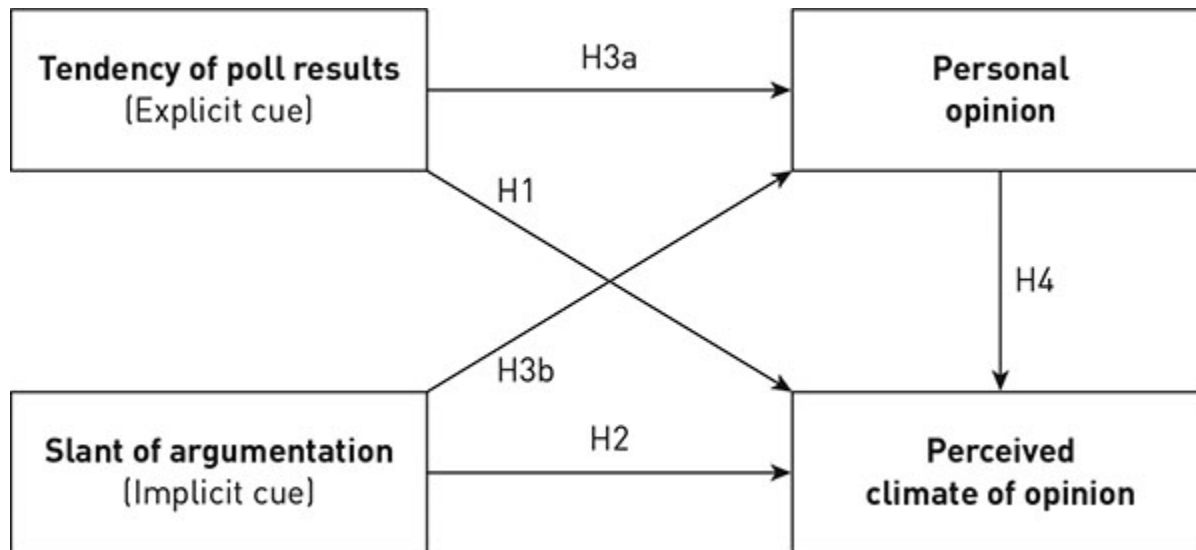 Tendency of poll results
(Explicit cue)
H3a
Personal
opinion
H1
H4
H3b
Slant of argumentation
(Implicit cue)
H2
Perceived
climate of opinion